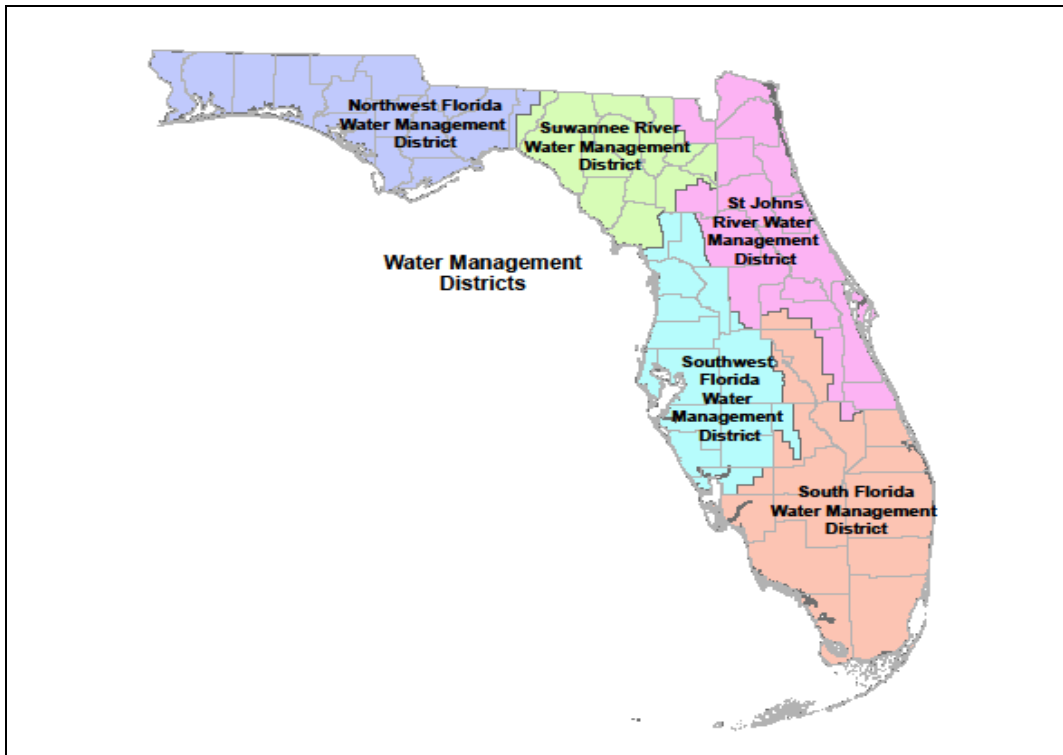 Northwest Florida
Water Management
District
Suwannee River
Water Management
District
St Johns
River Water
Management
District
Water Management
Districts
Southwest
Florida
Water
Management
District
South Florida
Water Management
District